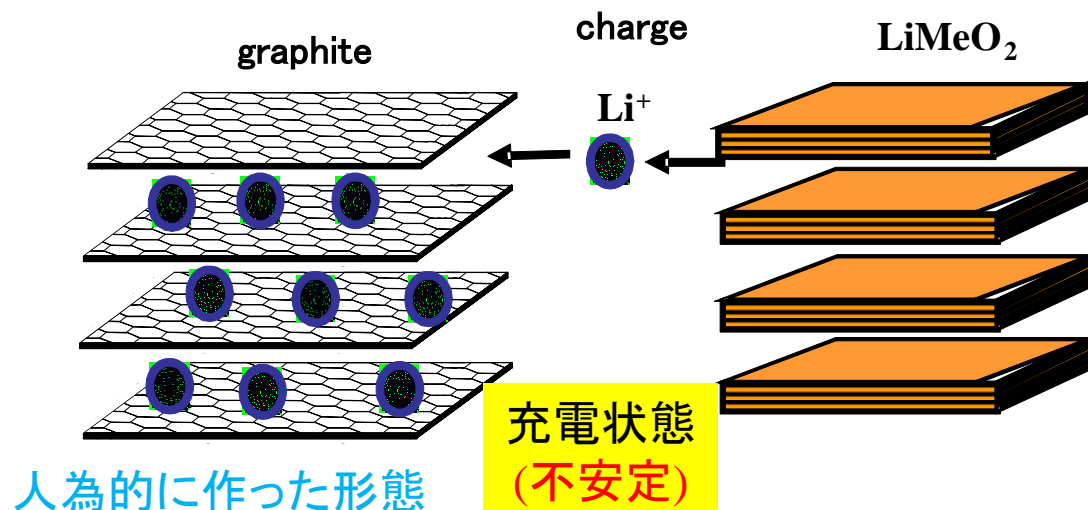 graphite
charge
LiMeO₂
Li⁺
充電状態
(不安定)
人為的に作った形態